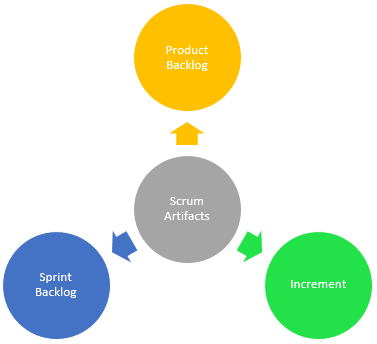 Product
Backlog
Scrum
Artifacts
Sprint
Backlog
Increment